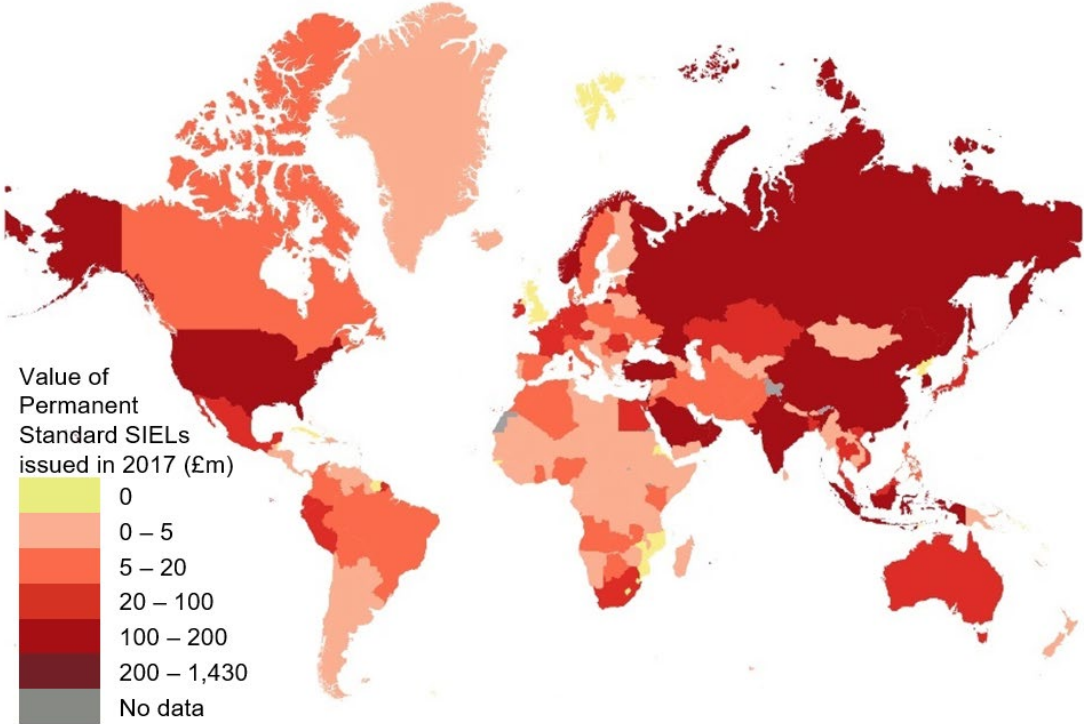 Value of
Permanent
Standard SIELs
issued in 2017 (£m)
0
0 – 5
5 – 20
20 – 100
100 – 200
200 – 1,430
No data